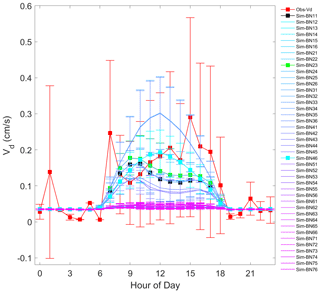 0.6
0.5
0.4
0.3
0.2
0.1
0
-0.1
V_d (cm/s)
0 3 6 9 12 15 18 21
Hour of Day
Obs-Vd
Sim-BN11
Sim-BN12
Sim-BN13
Sim-BN14
Sim-BN15
Sim-BN16
Sim-BN21
Sim-BN22
Sim-BN23
Sim-BN24
Sim-BN25
Sim-BN26
Sim-BN31
Sim-BN32
Sim-BN33
Sim-BN34
Sim-BN35
Sim-BN36
Sim-BN41
Sim-BN42
Sim-BN43
Sim-BN44
Sim-BN45
Sim-BN46
Sim-BN51
Sim-BN52
Sim-BN53
Sim-BN54
Sim-BN55
Sim-BN56
Sim-BN61
Sim-BN62
Sim-BN63
Sim-BN64
Sim-BN65
Sim-BN66
Sim-BN71
Sim-BN72
Sim-BN73
Sim-BN74
Sim-BN75
Sim-BN76